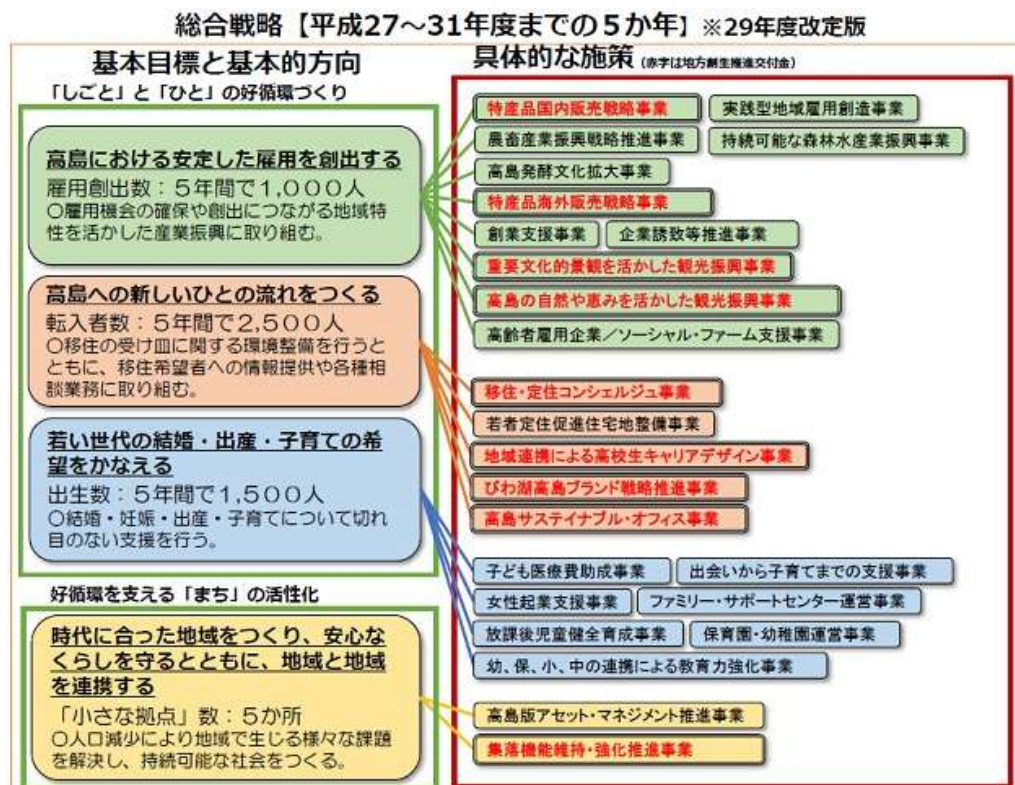 総合戦略【平成27～31年度までの５か年】※29年度改定版
基本目標と基本的方向
「しごと」と「ひと」の好循環づくり
高島における安定した雇用を創出する
雇用創出数：５年間で１,０００人
○雇用機会の確保や創出につながる地域特
性を活かした産業振興に取り組む。
高島への新しいひとの流れをつくる
転入者数：５年間で２,５００人
○移住の受け皿に関する環境整備を行うと
ともに、移住希望者への情報提供や各種相
談業務に取り組む。
若い世代の結婚・出産・子育ての希
望をかなえる
出生数：５年間で１,５００人
○結婚・妊娠・出産・子育てについて切れ
目のない支援を行う。
好循環を支える「まち」の活性化
時代に合った地域をつくり、安心な
くらしを守るとともに、地域と地域
を連携する
「小さな拠点」数：５か所
○人口減少により地域で生じる様々な課題
を解決し、持続可能な社会をつくる。
具体的な施策（赤字は地方創生推進交付金）
特産品国内販売戦略事業
実践型地域雇用創造事業
農畜産業振興戦略推進事業
持続可能な森林水産業振興事業
高島発酵文化拡大事業
特産品海外販売戦略事業
創業支援事業
企業誘致等推進事業
重要文化的景観を活かした観光振興事業
高島の自然や恵みを活かした観光振興事業
高齢者雇用企業／ソーシャル・ファーム支援事業
移住・定住コンシェルジュ事業
若者定住促進住宅地整備事業
地域連携による高校生キャリアデザイン事業
びわ湖高島ブランド戦略推進事業
高島サステイナブル・オフィス事業
子ども医療費助成事業
出会いから子育てまでの支援事業
女性起業支援事業
ファミリー・サポートセンター運営事業
放課後児童健全育成事業
保育園・幼稚園運営事業
幼、保、小、中の連携による教育力強化事業
高島版アセット・マネジメント推進事業
集落機能維持・強化推進事業